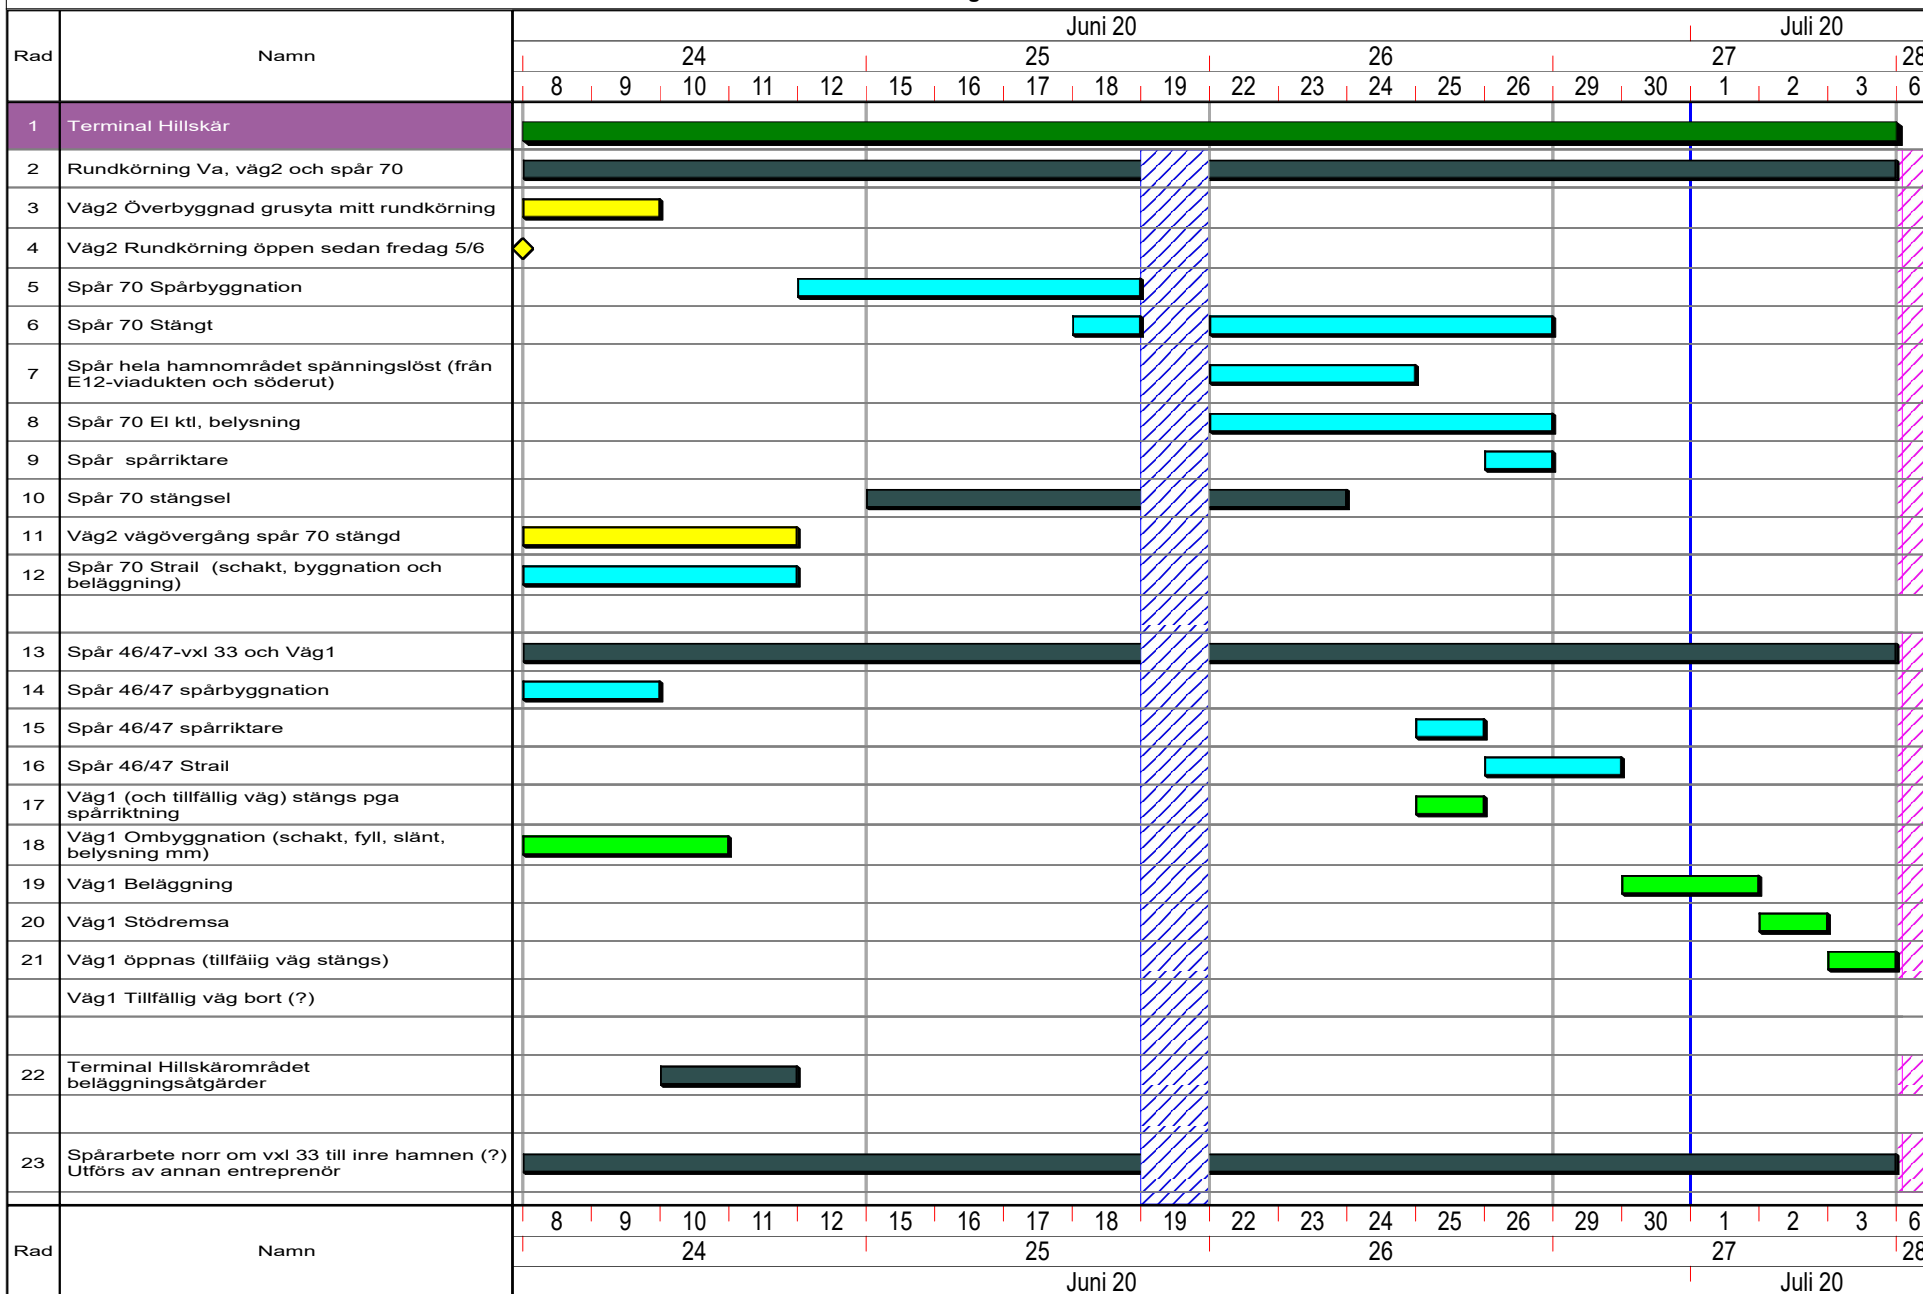 Juni 20 Juli 20
Rad Namn 24 25 26 27 28
8 9 10 11 12 15 16 17 18 19 22 23 24 25 26 29 30 1 2 3 6
1 Terminal Hillskär
2 Rundkörning Va, väg2 och spår 70
3 Väg2 Överbyggnad grusyta mitt rundkörning
4 Väg2 Rundkörning öppen sedan fredag 5/6
5 Spår 70 Spårbyggnation
6 Spår 70 Stängt
7 Spår hela hamnområdet spänningslöst (från
E12-viadukten och söderut)
8 Spår 70 El ktl, belysning
9 Spår spårriktare
10 Spår 70 stängsel
11 Väg2 vägövergång spår 70 stängd
12 Spår 70 Strail (schakt, byggnation och
beläggning)
13 Spår 46/47-vxl 33 och Väg1
14 Spår 46/47 spårbyggnation
15 Spår 46/47 spårriktare
16 Spår 46/47 Strail
17 Väg1 (och tillfällig väg) stängs pga
spårriktning
18 Väg1 Ombyggnation (schakt, fyll, slänt,
belysning mm)
19 Väg1 Beläggning
20 Väg1 Stödremsa
21 Väg1 öppnas (tillfäiig väg stängs)
Väg1 Tillfällig väg bort (?)
22 Terminal Hillskärområdet
beläggningsåtgärder
23 Spårarbete norr om vxl 33 till inre hamnen (?)
Utförs av annan entreprenör
8 9 10 11 12 15 16 17 18 19 22 23 24 25 26 29 30 1 2 3 6
Rad Namn 24 25 26 27 28
Juni 20 Juli 20